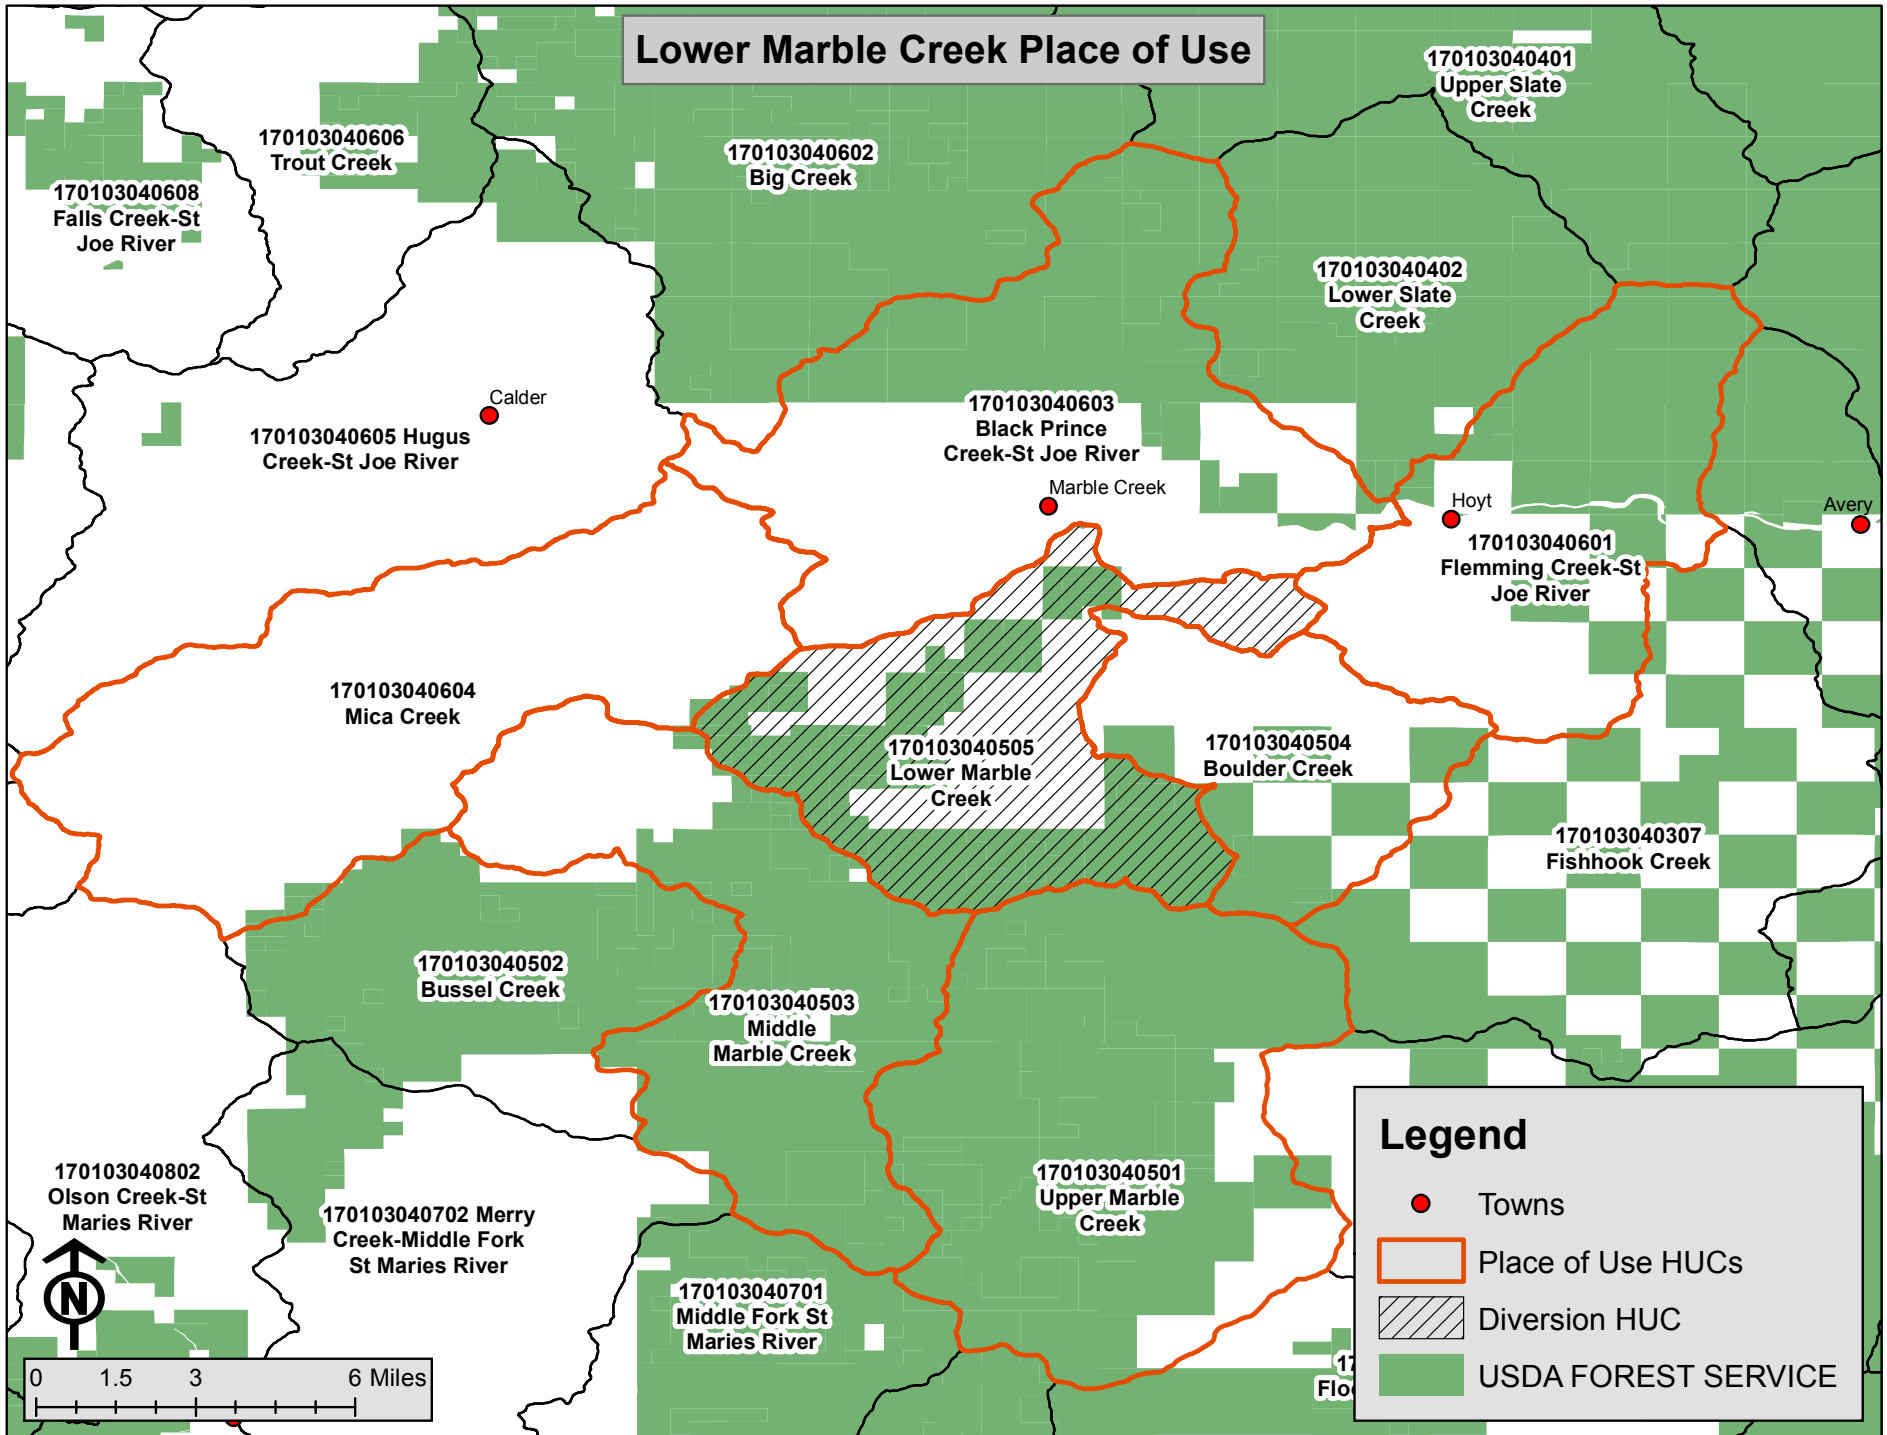 Lower Marble Creek Place of Use
170103040401
Upper Slate
Creek
170103040606
Trout Creek
170103040602
Big Creek
170103040608
Falls Creek-St
Joe River
170103040402
Lower Slate
Creek
Calder
170103040605 Hugus
Creek-St Joe River
170103040603
Black Prince
Creek-St Joe River
Marble Creek
Hoyt
Avery
170103040601
Flemming Creek-St
Joe River
170103040604
Mica Creek
170103040505
Lower Marble
Creek
170103040504
Boulder Creek
170103040307
Fishhook Creek
170103040502
Bussel Creek
170103040503
Middle
Marble Creek
170103040802
Olson Creek-St
Maries River
170103040702 Merry
Creek-Middle Fork
St Maries River
170103040501
Upper Marble
Creek
170103040701
Middle Fork St
Maries River
17
Floo
N
0 1.5 3 6 Miles
Legend
Towns
Place of Use HUCs
Diversion HUC
USDA FOREST SERVICE